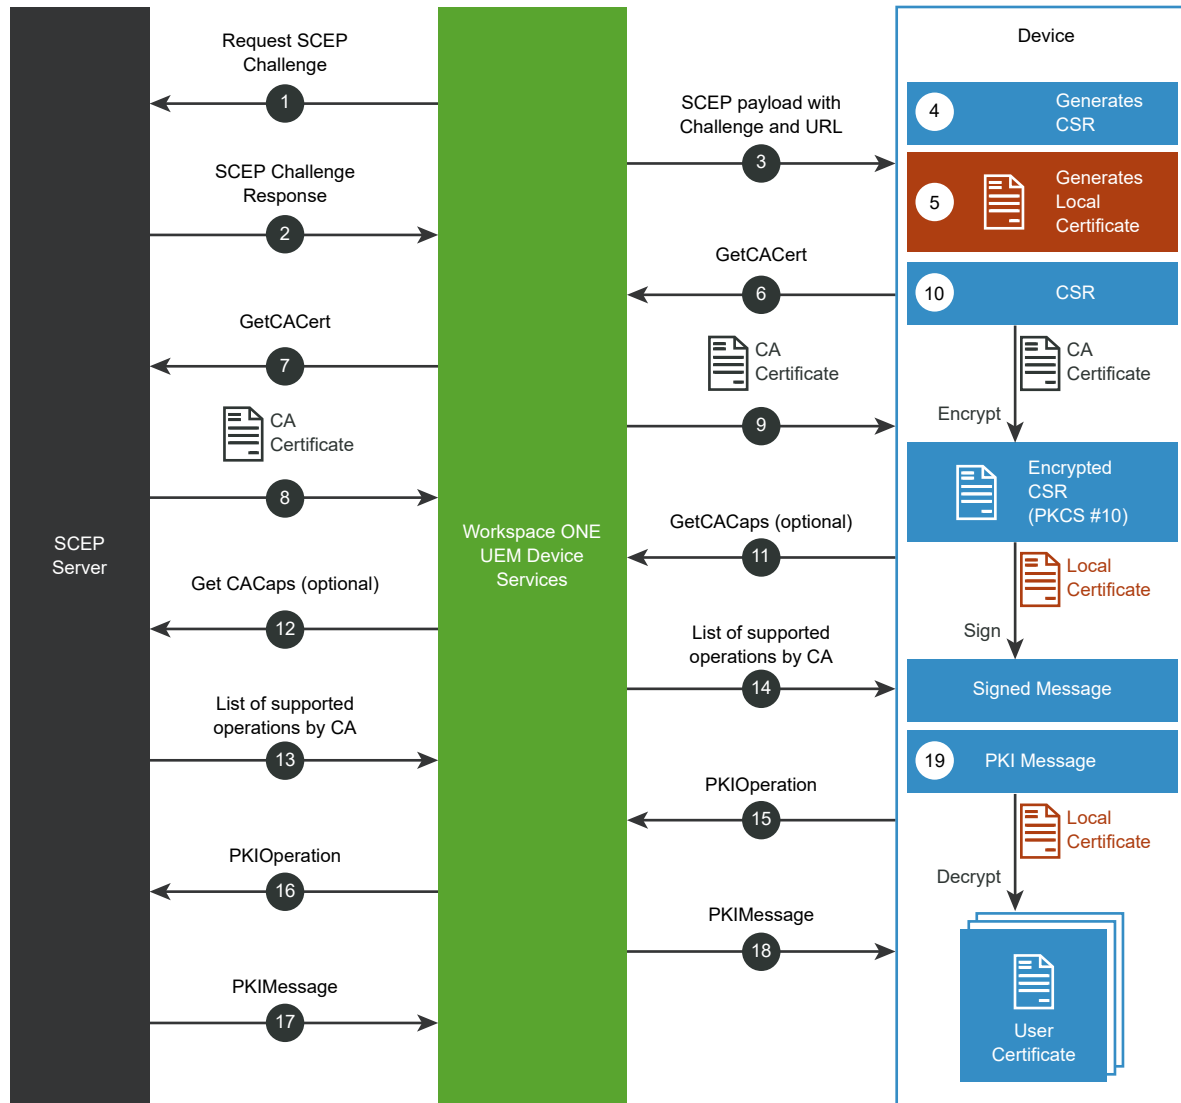 Request SCEP
Challenge
1
SCEP Challenge
Response
2
GetCACert
7
CA
Certificate
8
SCEP
Server
Get CACaps (optional)
12
List of supported
operations by CA
13
PKIOperation
16
PKIMessage
17
Workspace ONE
UEM Device
Services
SCEP payload with
Challenge and URL
3
GetCACert
6
CA
Certificate
9
GetCACaps (optional)
11
List of supported
operations by CA
14
PKIOperation
15
PKIMessage
18
Device
4
Generates
CSR
5
Generates
Local
Certificate
10
CSR
CA
Certificate
Encrypt
Encrypted
CSR
(PKCS #10)
Local
Certificate
Sign
Signed Message
19
PKI Message
Local
Certificate
Decrypt
User
Certificate